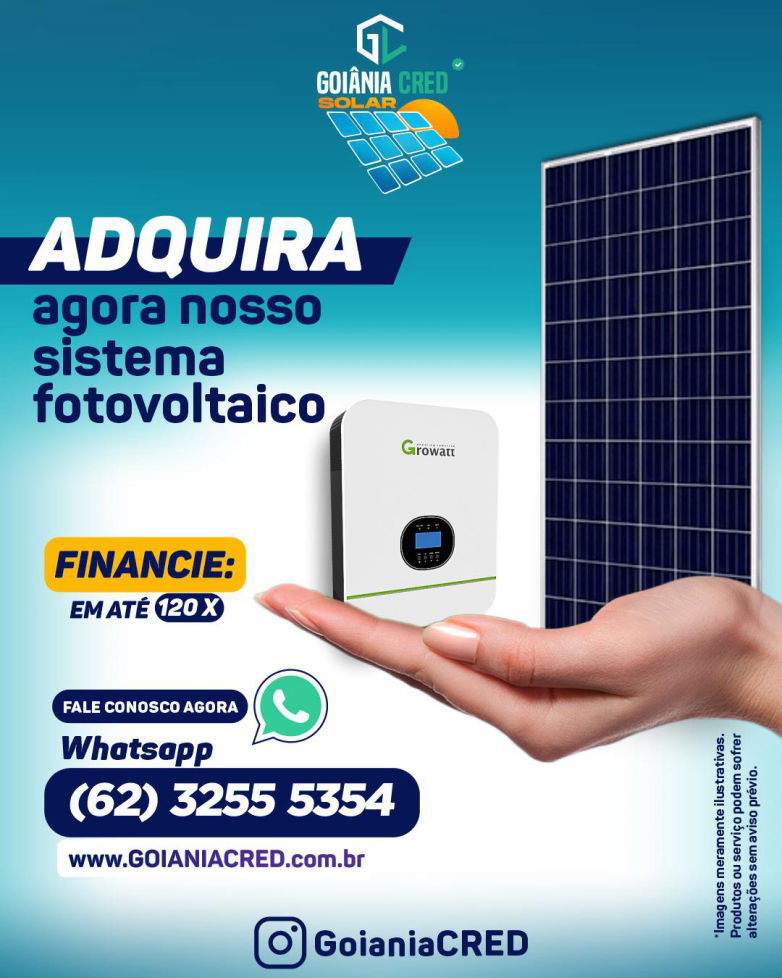 GOIÂNIA CRED
SOLAR
ADQUIRA
agora nosso
sistema
fotovoltaico
Growatt
FINANCIE:
EM ATÉ 120 X
FALE CONOSCO AGORA
Whatsapp
(62) 3255 5354
www.GOIANIACRED.com.br
*Imagens meramente ilustrativas.
Produtos ou serviço podem sofrer
alterações sem aviso prévio.
GoianiaCRED